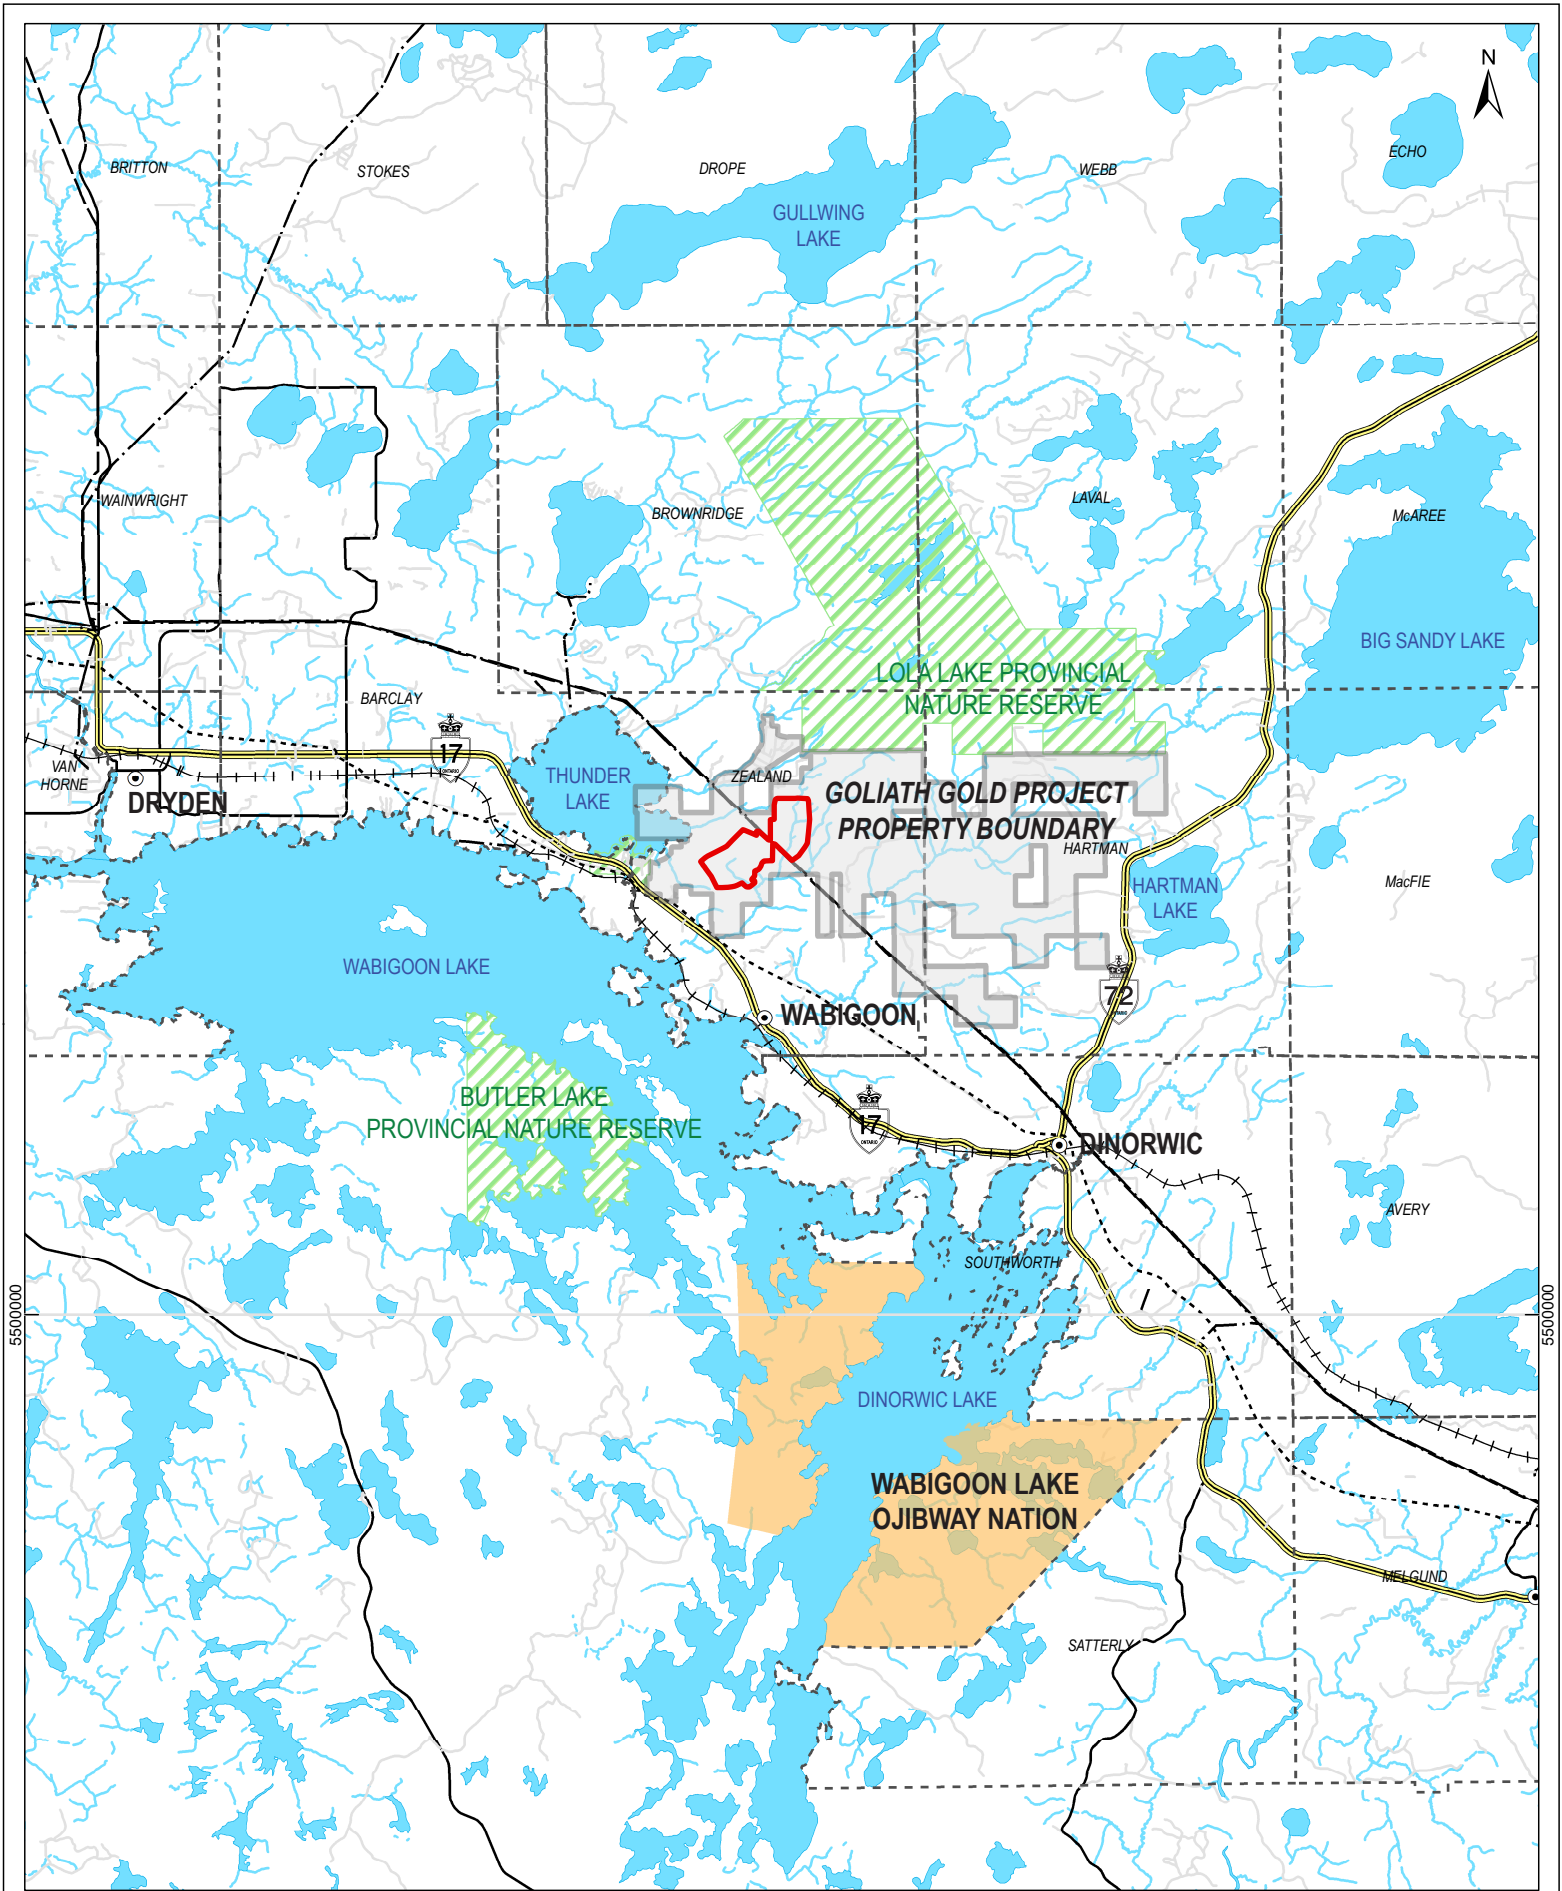 N
BRITTON
STOKES
DROPE
WEBB
ECHO
GULLWING
LAKE
WAINWRIGHT
BROWNRIDGE
LAVAL
McAREE
BIG SANDY LAKE
LOLA LAKE PROVINCIAL
NATURE RESERVE
BARCLAY
17
ONTARIO
VAN
HORNE
DRYDEN
THUNDER
LAKE
ZEALAND
GOLIATH GOLD PROJECT
PROPERTY BOUNDARY
HARTMAN
HARTMAN
LAKE
MacFIE
WABIGOON LAKE
72
ONTARIO
WABIGOON
BUTLER LAKE
PROVINCIAL NATURE RESERVE
17
ONTARIO
DINORWIC
AVERY
SOUTHWORTH
5500000
5500000
DINORWIC LAKE
WABIGOON LAKE
OJIBWAY NATION
MELGUND
SATTERLY